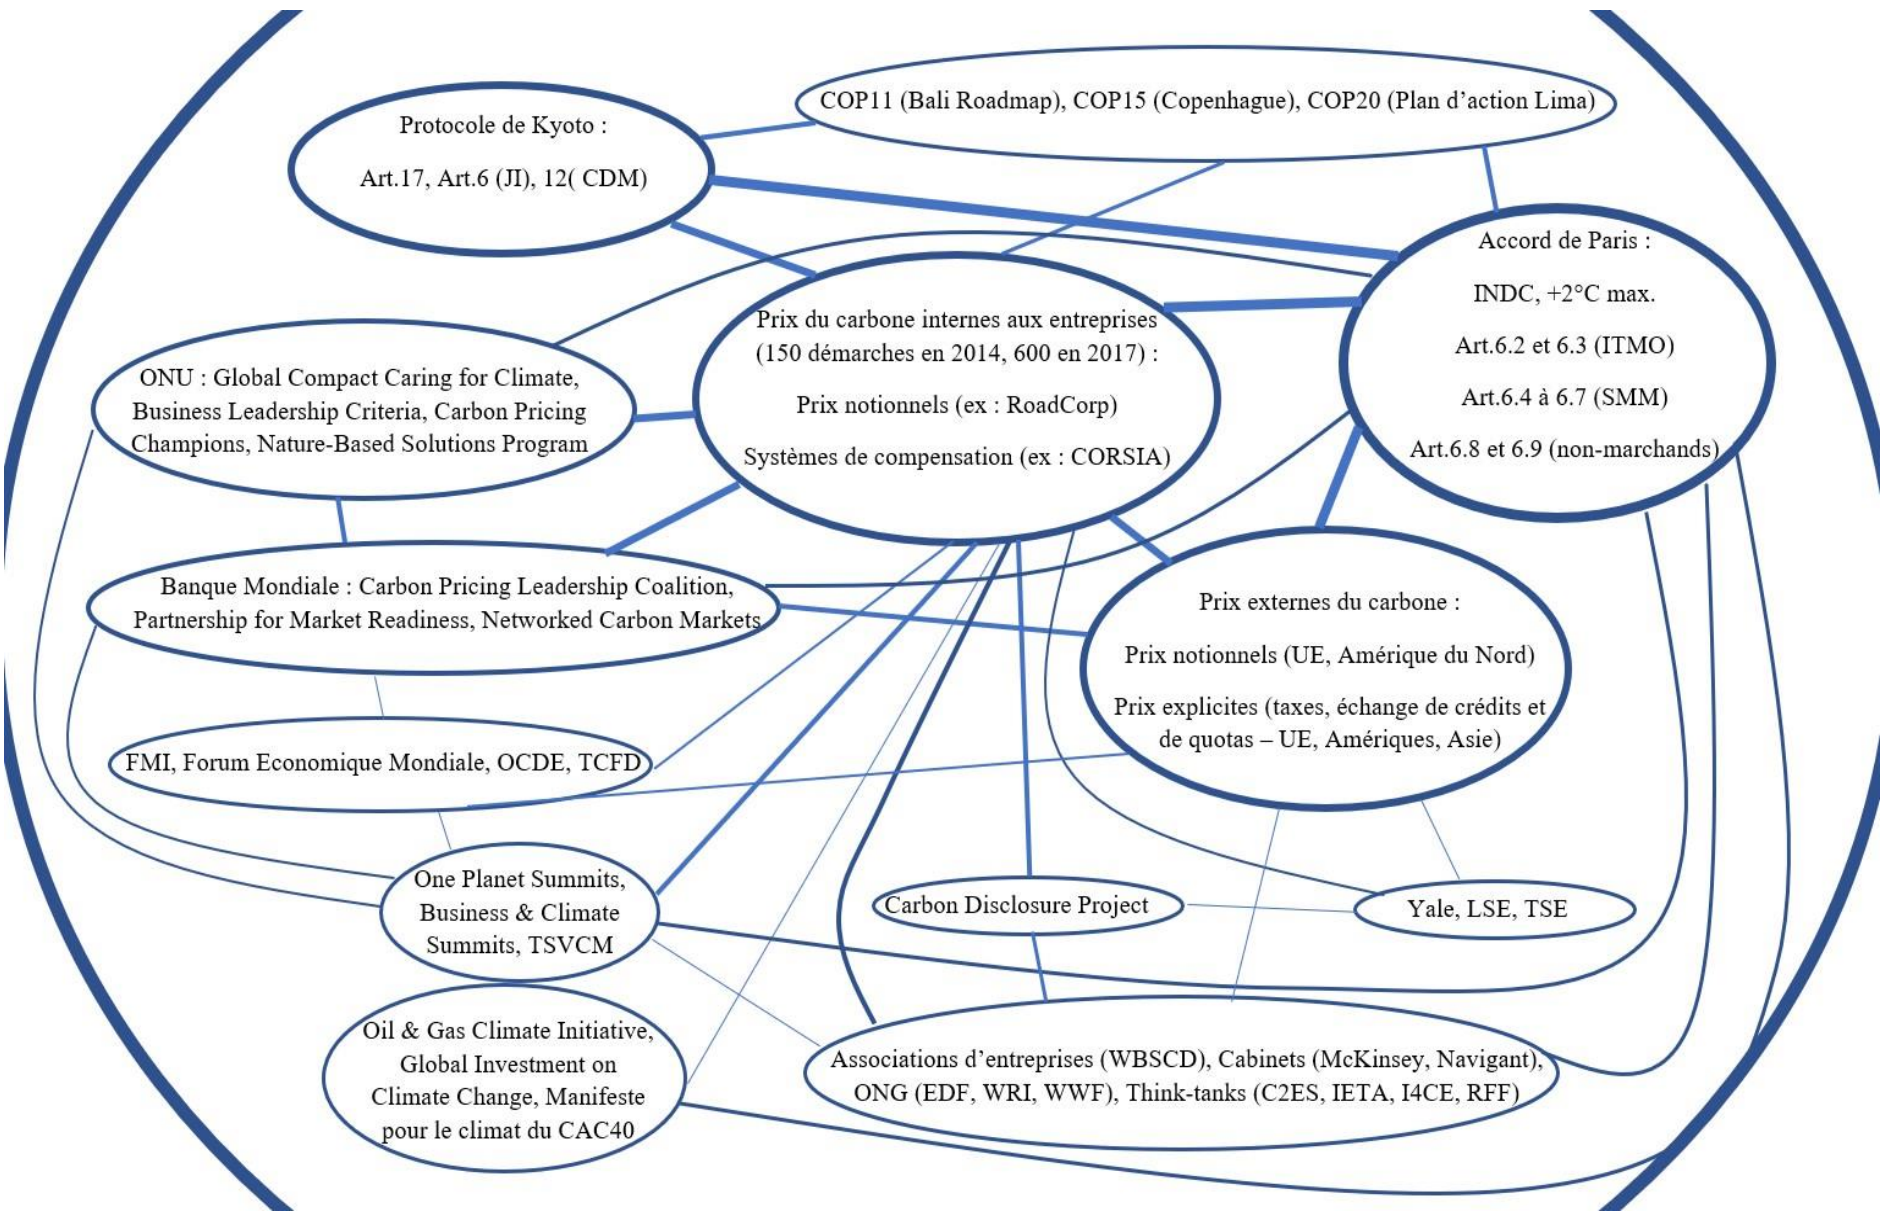 COP11 (Bali Roadmap), COP15 (Copenhague), COP20 (Plan d'action Lima)
Protocole de Kyoto :
Art.17, Art.6 (JI), 12( CDM)
Accord de Paris :
INDC, +2°C max.
Art.6.2 et 6.3 (ITMO)
Art.6.4 à 6.7 (SMM)
Art.6.8 et 6.9 (non-marchands)
Prix du carbone internes aux entreprises
(150 démarches en 2014, 600 en 2017) :
Prix notionnels (ex : RoadCorp)
Systèmes de compensation (ex : CORSIA)
ONU : Global Compact Caring for Climate,
Business Leadership Criteria, Carbon Pricing
Champions, Nature-Based Solutions Program
Banque Mondiale : Carbon Pricing Leadership Coalition,
Partnership for Market Readiness, Networked Carbon Markets
Prix externes du carbone :
Prix notionnels (UE, Amérique du Nord)
Prix explicites (taxes, échange de crédits et
de quotas – UE, Amériques, Asie)
FMI, Forum Economique Mondiale, OCDE, TCFD
One Planet Summits,
Business & Climate
Summits, TSVCM
Carbon Disclosure Project
Yale, LSE, TSE
Oil & Gas Climate Initiative,
Global Investment on
Climate Change, Manifeste
pour le climat du CAC40
Associations d'entreprises (WBSCD), Cabinets (McKinsey, Navigant),
ONG (EDF, WRI, WWF), Think-tanks (C2ES, IETA, I4CE, RFF)